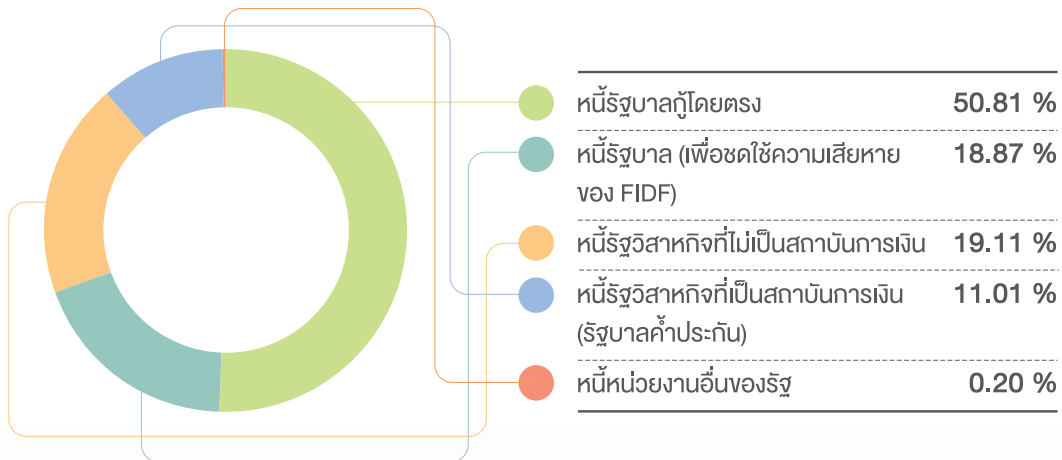 หนี้รัฐบาลกู้โดยตรง 50.81 %
หนี้รัฐบาล (เพื่อชดใช้ความเสียหาย 18.87 %
ของ FIDF)
หนี้รัฐวิสาหกิจที่ไม่เป็นสถาบันการเงิน 19.11 %
หนี้รัฐวิสาหกิจที่เป็นสถาบันการเงิน 11.01 %
(รัฐบาลค้ำประกัน)
หนี้หน่วยงานอื่นของรัฐ 0.20 %